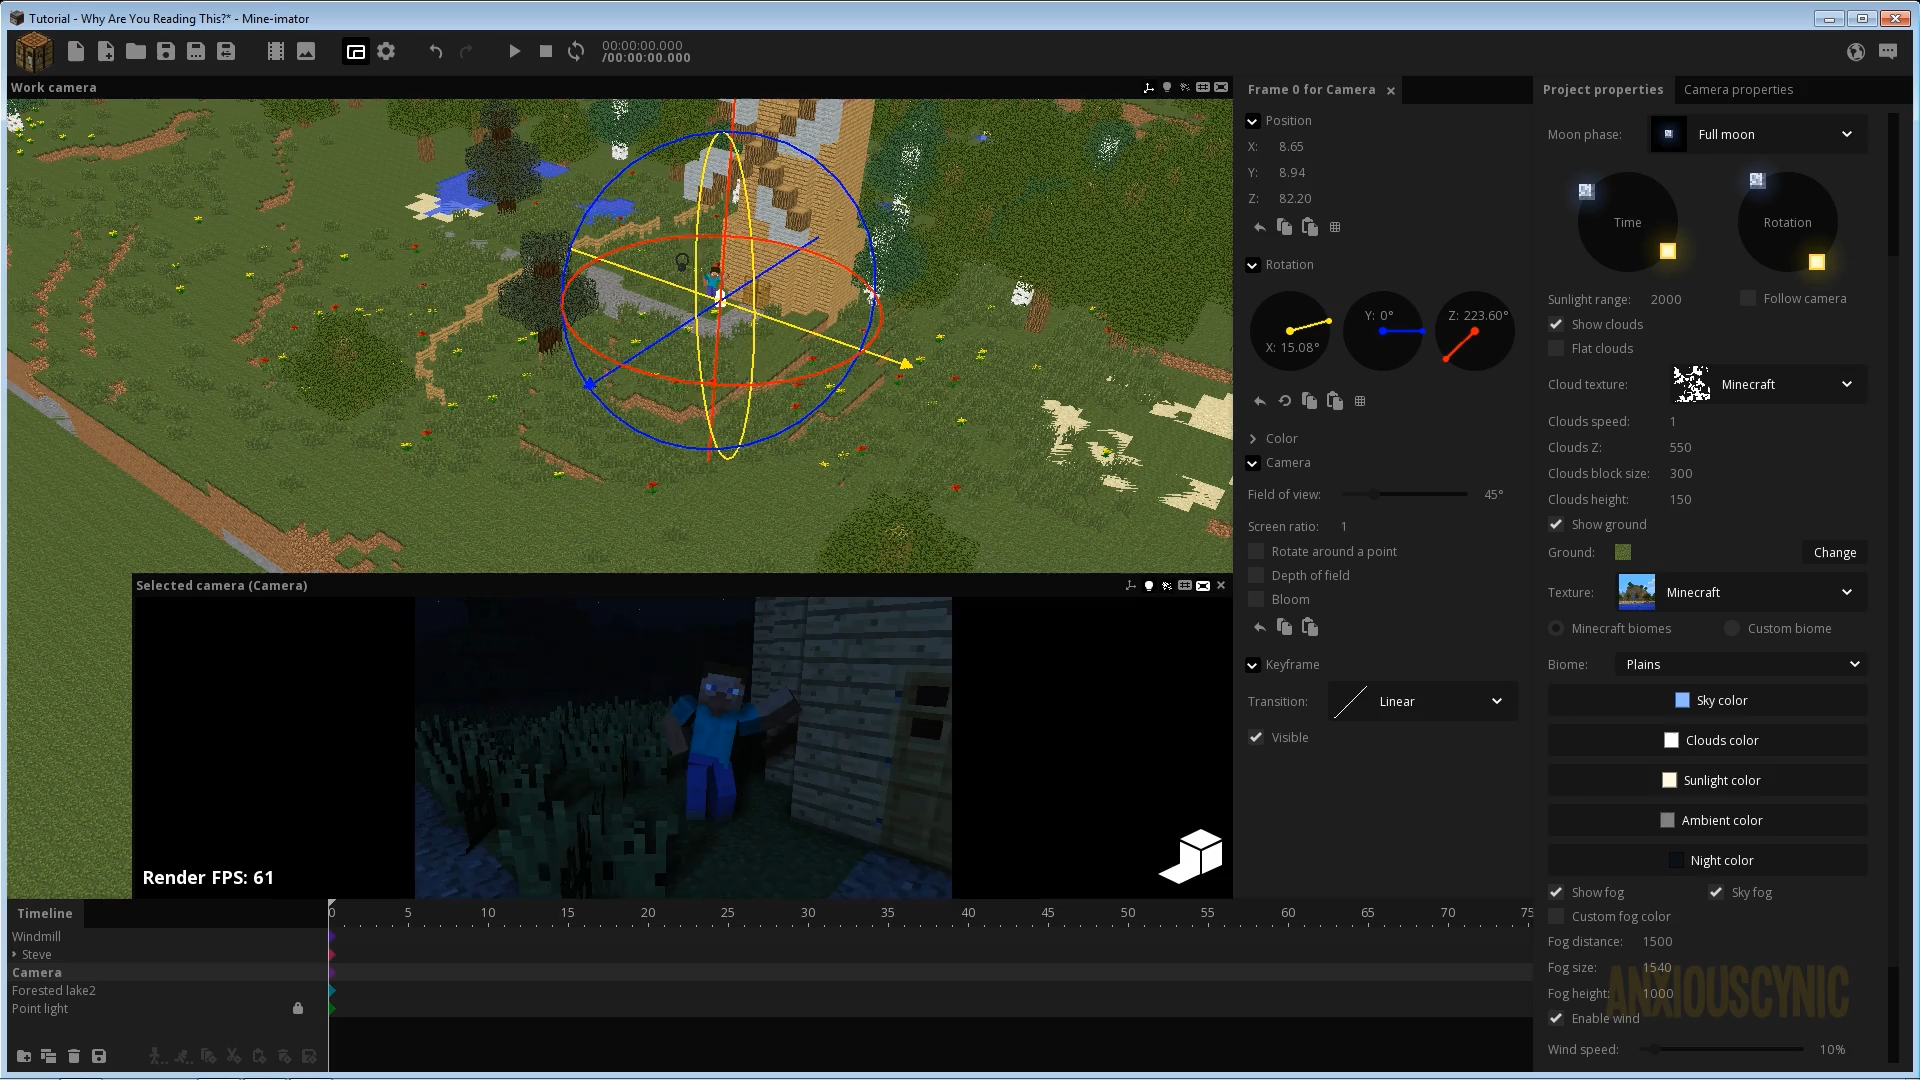 Tutorial - Why Are You Reading This?* - Mine-imator
00:00:00.000
/00:00:00.000
Work camera
Frame 0 for Camera
Position
X: 8.65
Y: 8.94
Z: 82.20
Rotation
X: 15.08°
Y: 0°
Z: 223.60°
Color
Camera
Field of view: 45°
Screen ratio: 1
Rotate around a point
Depth of field
Bloom
Keyframe
Transition: Linear
Visible
Project properties
Camera properties
Moon phase: Full moon
Time
Rotation
Sunlight range: 2000
Follow camera
Show clouds
Flat clouds
Cloud texture: Minecraft
Clouds speed: 1
Clouds Z: 550
Clouds block size: 300
Clouds height: 150
Show ground
Ground: Change
Texture: Minecraft
Minecraft biomes
Custom biome
Biome: Plains
Sky color
Clouds color
Sunlight color
Ambient color
Night color
Show fog
Sky fog
Custom fog color
Fog distance: 1500
Fog size: 1540
Fog height: 1000
Enable wind
Wind speed: 10%
ANXIOUSCYNIC
Selected camera (Camera)
Render FPS: 61
Timeline
0 5 10 15 20 25 30 35 40 45 50 55 60 65 70 75
Windmill
Steve
Camera
Forested lake2
Point light